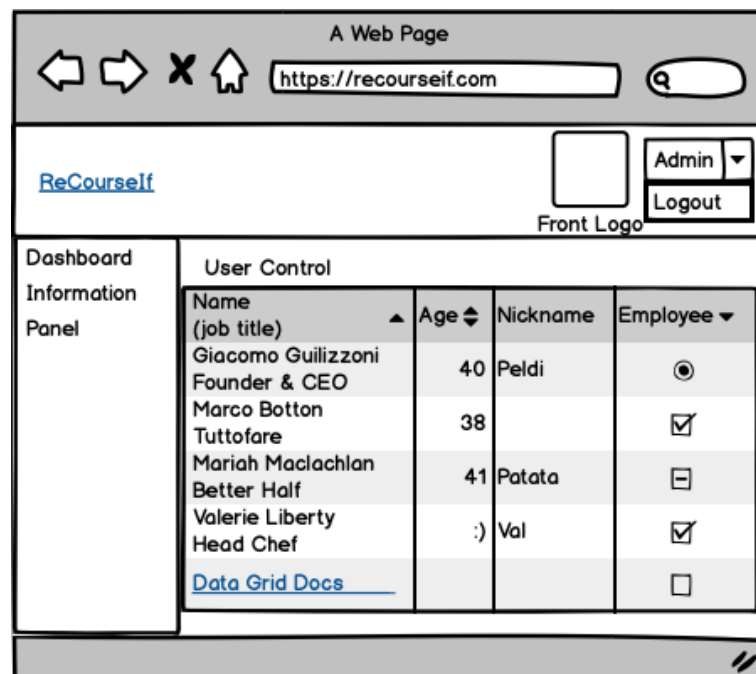 A Web Page
https://recourseif.com
ReCourseIf
Admin
Logout
Front Logo
Dashboard
Information
Panel
User Control
Name
(job title)
Age
Nickname
Employee
Giacomo Guilizzoni
Founder & CEO
40
Peldi
Marco Botton
Tuttofare
38
Mariah Maclachlan
Better Half
41
Patata
Valerie Liberty
Head Chef
:)
Val
Data Grid Docs